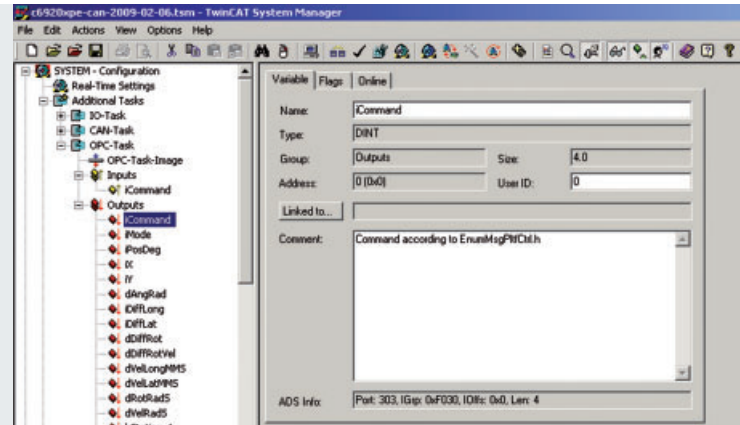 c6920xpe-can-2009-02-06.tsm - TwinCAT System Manager
File Edit Actions View Options Help
SYSTEM - Configuration
Real-Time Settings
Additional Tasks
IO-Task
CAN-Task
OPC-Task
OPC-Task-Image
Inputs
iCommand
Outputs
iCommand
iMode
iPosDeg
iX
iY
dAngRad
iDiffLong
iDiffLat
dDiffRot
dDiffRotVel
dVelLongMMS
dVelLatMMS
dRotRadS
dVelRadS
Variable Flags Online
Name: iCommand
Type: DINT
Group: Outputs Size: 4.0
Address: 0 (0x0) User ID: 0
Linked to...
Comment: Command according to EnumMsgPltfCtrl.h
ADS Info: Port: 303, IGrp: 0xF030, IOffs: 0x0, Len: 4